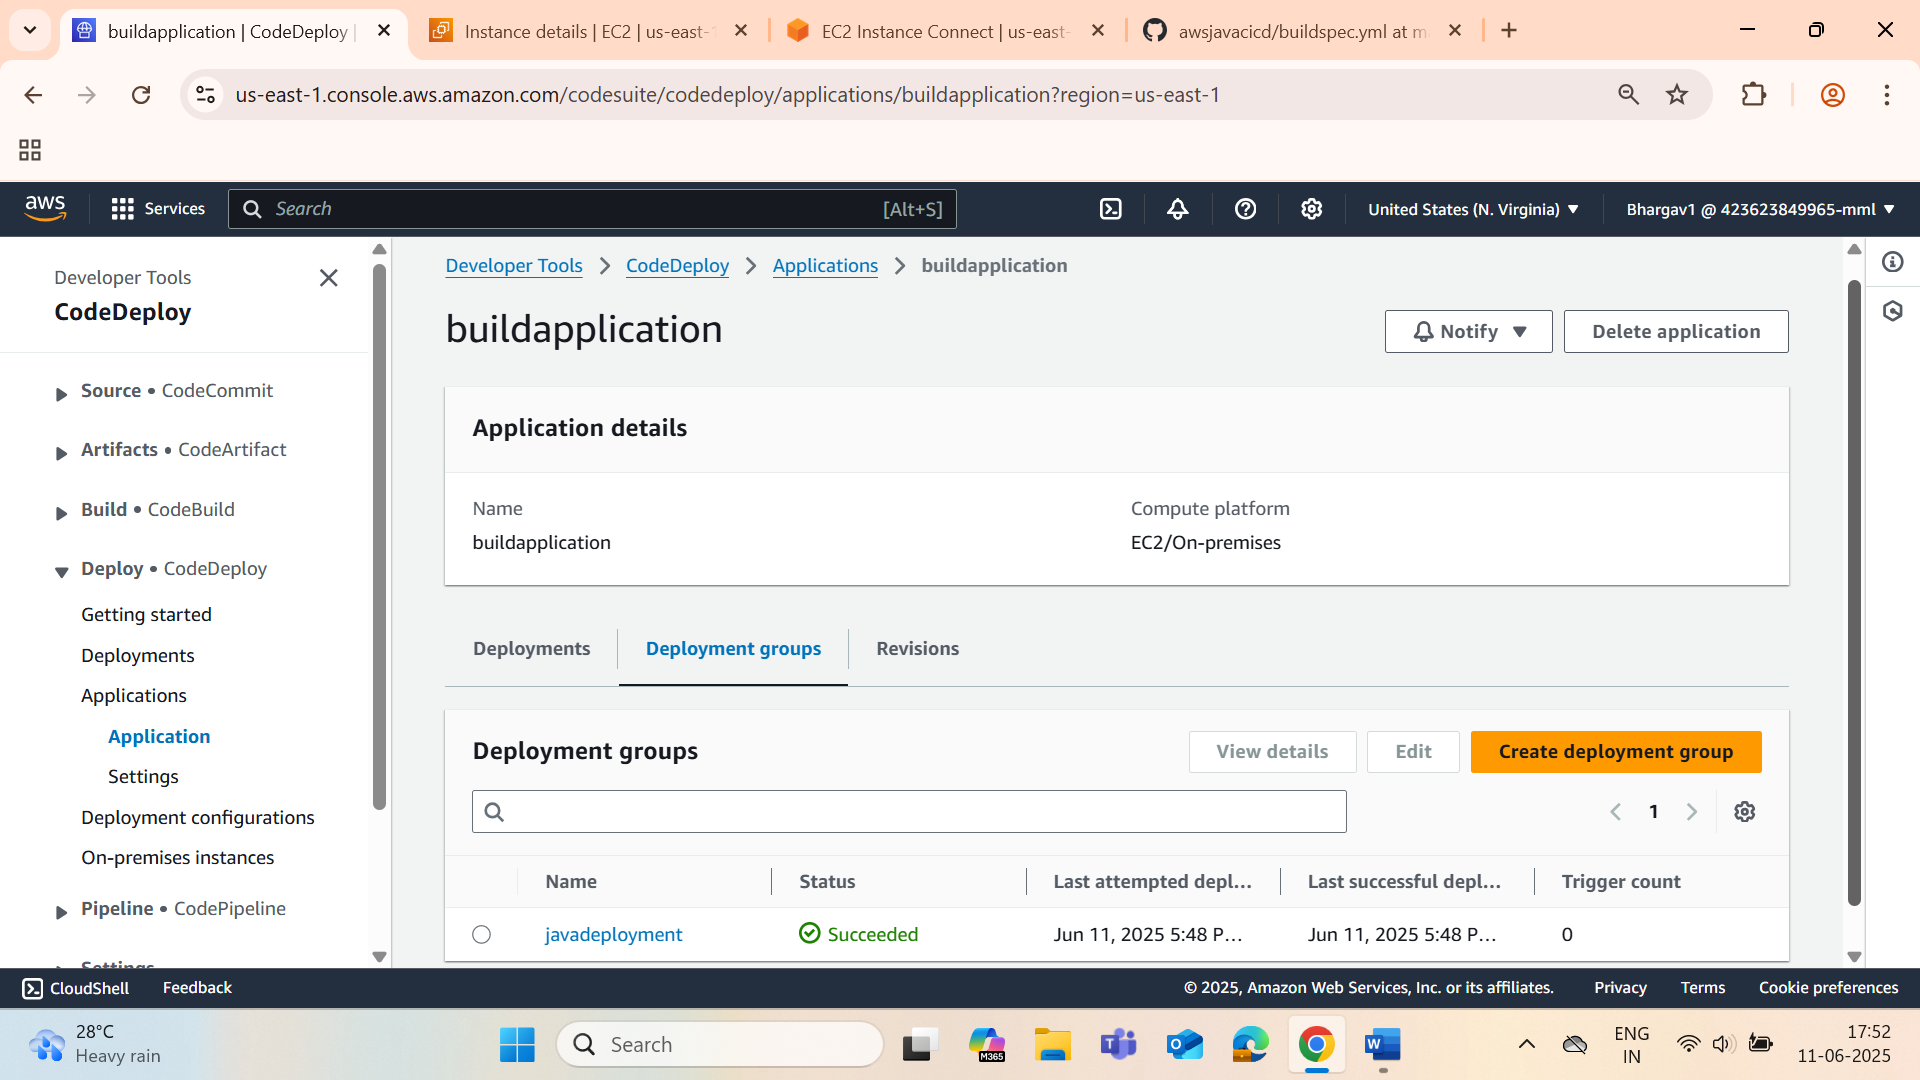 buildapplication | CodeDeploy |
Instance details | EC2 | us-east-1
EC2 Instance Connect | us-east-
awsjavacicd/buildspec.yml at m
us-east-1.console.aws.amazon.com/codesuite/codedeploy/applications/buildapplication?region=us-east-1
aws
Services
Search
[Alt+S]
United States (N. Virginia)
Bhargav1 @ 423623849965-mml
Developer Tools
CodeDeploy
Source • CodeCommit
Artifacts • CodeArtifact
Build • CodeBuild
Deploy • CodeDeploy
Getting started
Deployments
Applications
Application
Settings
Deployment configurations
On-premises instances
Pipeline • CodePipeline
Settings
Developer Tools > CodeDeploy > Applications > buildapplication
buildapplication
Notify
Delete application
Application details
Name
buildapplication
Compute platform
EC2/On-premises
Deployments
Deployment groups
Revisions
Deployment groups
View details
Edit
Create deployment group
1
Name
Status
Last attempted depl...
Last successful depl...
Trigger count
javadeployment
Succeeded
Jun 11, 2025 5:48 P...
Jun 11, 2025 5:48 P...
0
CloudShell
Feedback
© 2025, Amazon Web Services, Inc. or its affiliates.
Privacy
Terms
Cookie preferences
28°C
Heavy rain
Search
M365
ENG
IN
17:52
11-06-2025